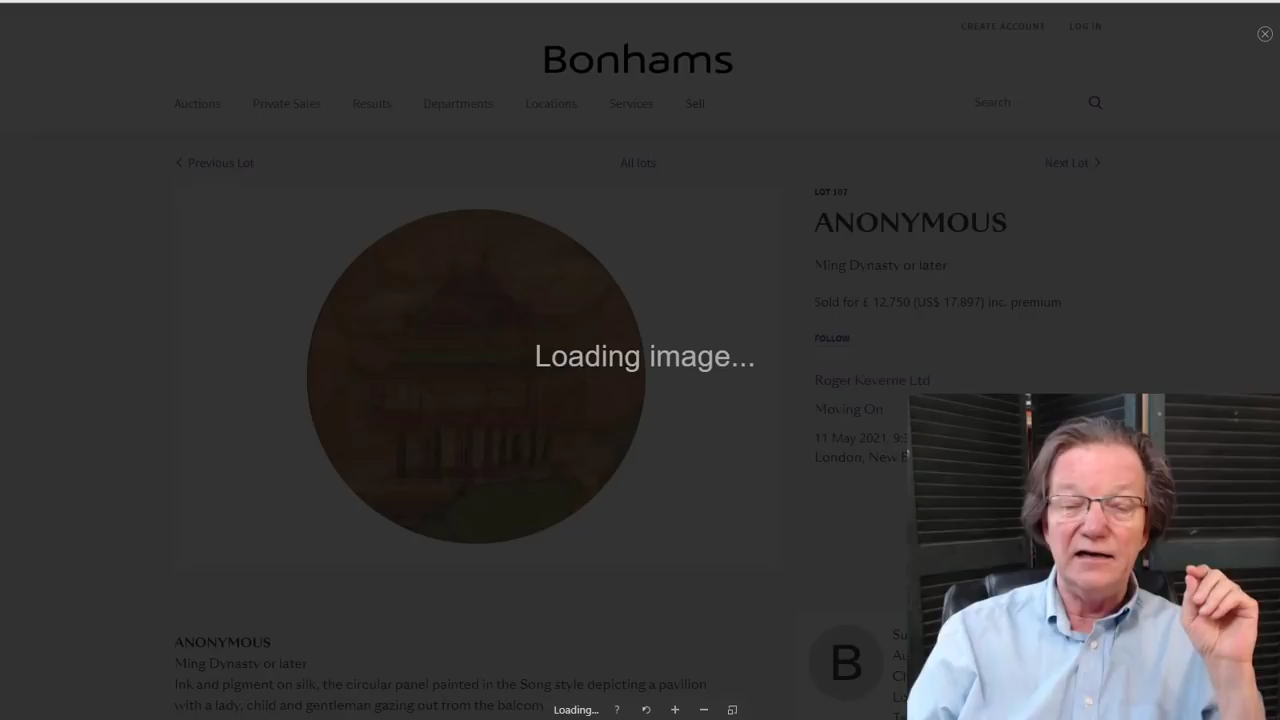 CREATE ACCOUNT LOG IN
Bonhams
Auctions Private Sales Results Departments Locations Services Sell Search
Previous Lot All lots Next Lot
LOT 107
ANONYMOUS
Ming Dynasty or later
Sold for £ 12,750 (US$ 17,897) inc. premium
Loading image...
FOLLOW
Roger Keverne Ltd
Moving On
11 May 2021,
London, New
ANONYMOUS
Ming Dynasty or later
Ink and pigment on silk, the circular panel painted in the Song style depicting a pavilion
with a lady, child and gentleman gazing out from the balcom
B
Loading... ?